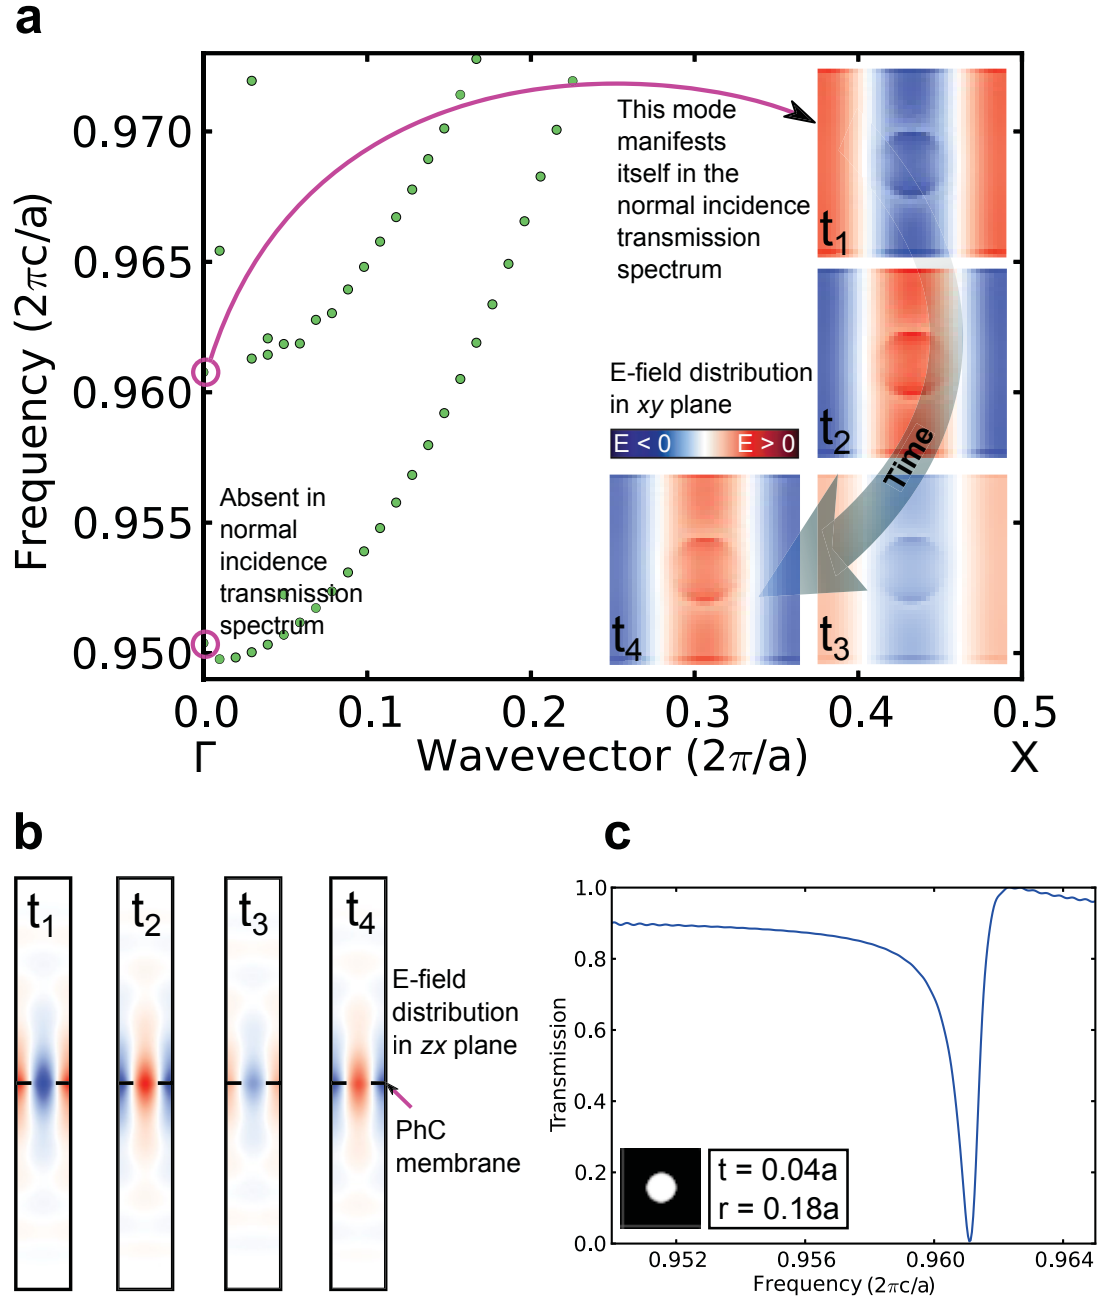 a
Frequency (2πc/a)
0.970
0.965
0.960
0.955
0.950
This mode
manifests
itself in the
normal incidence
transmission
spectrum
t1
t2
E-field distribution
in xy plane
E < 0
E > 0
Time
Absent in
normal
incidence
transmission
spectrum
t4
t3
0.0
0.1
0.2
0.3
0.4
0.5
Γ
Wavevector (2π/a)
X
b
t1
t2
t3
t4
E-field
distribution
in zx plane
PhC
membrane
c
Transmission
1.0
0.8
0.6
0.4
0.2
0.0
t = 0.04a
r = 0.18a
0.952
0.956
0.960
0.964
Frequency (2πc/a)